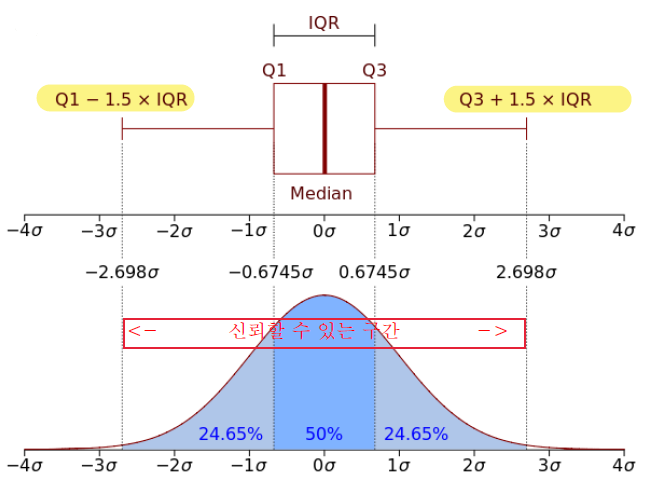 IQR
Q1 Q3
Q1 − 1.5 × IQR Q3 + 1.5 × IQR
Median
−4σ −3σ −2σ −1σ 0σ 1σ 2σ 3σ 4σ
−2.698σ −0.6745σ 0.6745σ 2.698σ
<− 신뢰할 수 있는 구간 −>
24.65% 50% 24.65%
−4σ −3σ −2σ −1σ 0σ 1σ 2σ 3σ 4σ